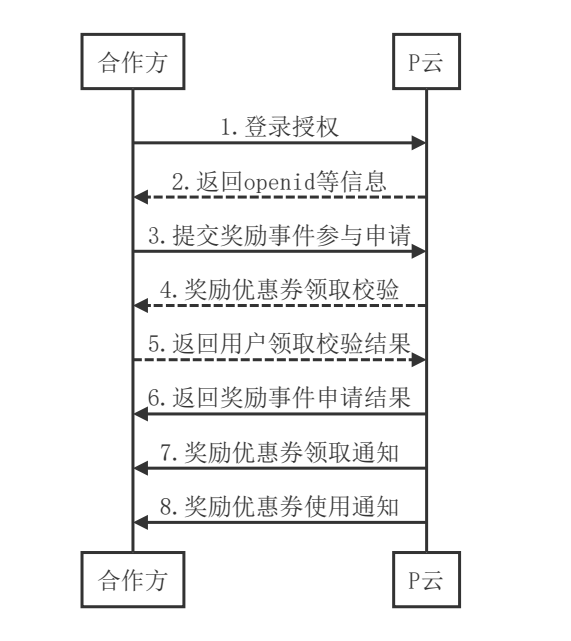 合作方
P云
1.登录授权
2.返回openid等信息
3.提交奖励事件参与申请
4.奖励优惠券领取校验
5.返回用户领取校验结果
6.返回奖励事件申请结果
7.奖励优惠券领取通知
8.奖励优惠券使用通知
合作方
P云